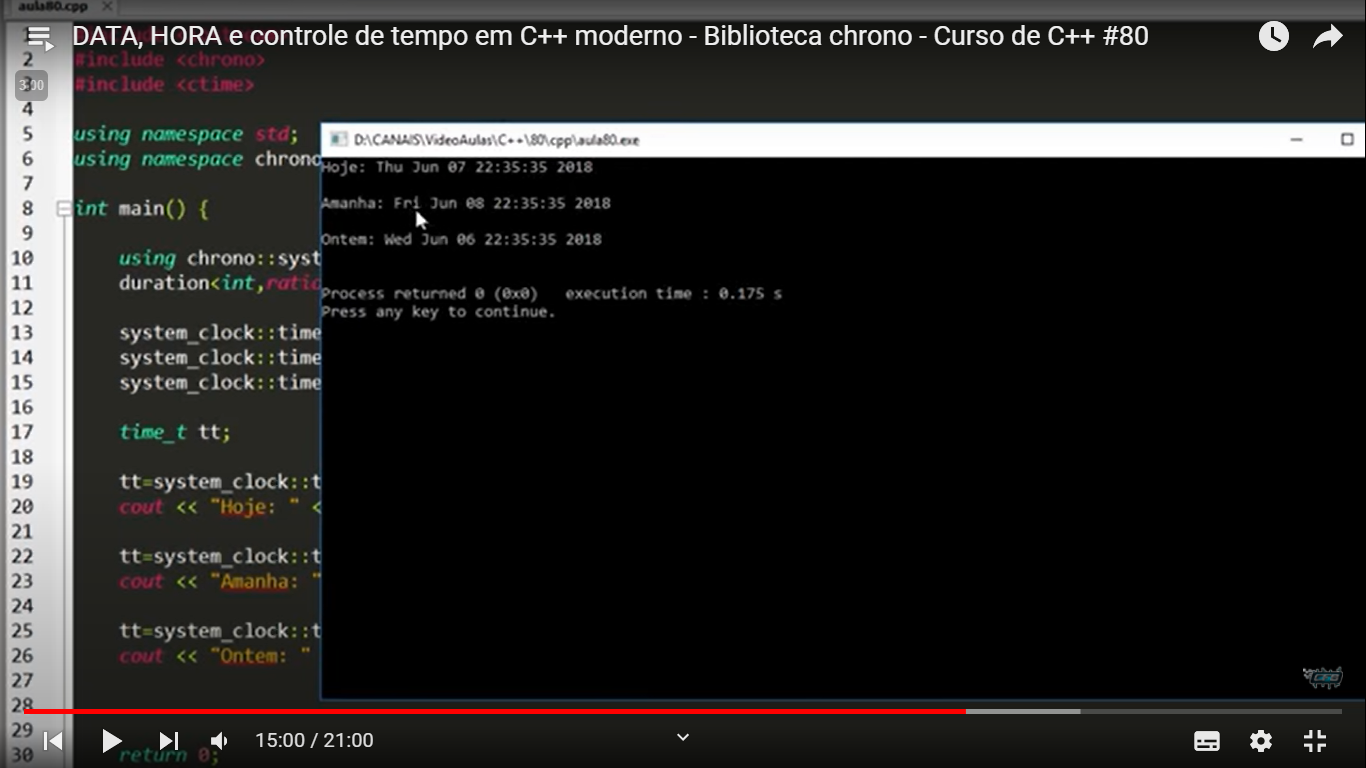 aula80.cpp
DATA, HORA e controle de tempo em C++ moderno - Biblioteca chrono - Curso de C++ #80
1
2 #include <chrono>
3 #include <ctime>
3:00
4
5 using namespace std;
6 using namespace chrono
7
8 int main() {
9
10 using chrono::syst
11 duration<int,ratio
12
13 system_clock::time
14 system_clock::time
15 system_clock::time
16
17 time_t tt;
18
19 tt=system_clock::t
20 cout << "Hoje: " <
21
22 tt=system_clock::t
23 cout << "Amanha: "
24
25 tt=system_clock::t
26 cout << "Ontem: "
27
28
29
30 return 0;
D:\CANAIS\VideoAulas\C++\80\cpp\aula80.exe
Hoje: Thu Jun 07 22:35:35 2018
Amanha: Fri Jun 08 22:35:35 2018
Ontem: Wed Jun 06 22:35:35 2018
Process returned 0 (0x0) execution time : 0.175 s
Press any key to continue.
15:00 / 21:00